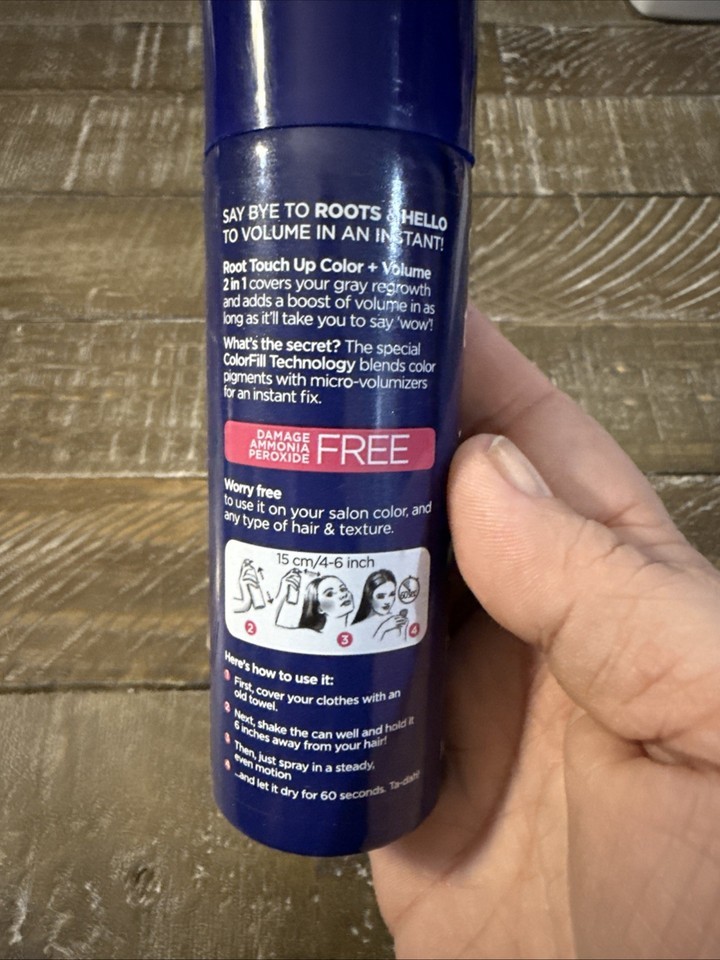 SAY BYE TO ROOTS & HELLO
TO VOLUME IN AN INSTANT!
Root Touch Up Color + Volume
2 in 1 covers your gray regrowth
and adds a boost of volume in as
long as it'll take you to say 'wow'!
What's the secret? The special
ColorFill Technology blends color
pigments with micro-volumizers
for an instant fix.
DAMAGE
AMMONIA
PEROXIDE
FREE
Worry free
to use it on your salon color, and
any type of hair & texture.
15 cm/4-6 inch
2
3
4
Here's how to use it:
1 First, cover your clothes with an
old towel.
2 Next, shake the can well and hold it
6 inches away from your hair!
3 Then, just spray in a steady,
even motion
4 ...and let it dry for 60 seconds. Ta-dah!